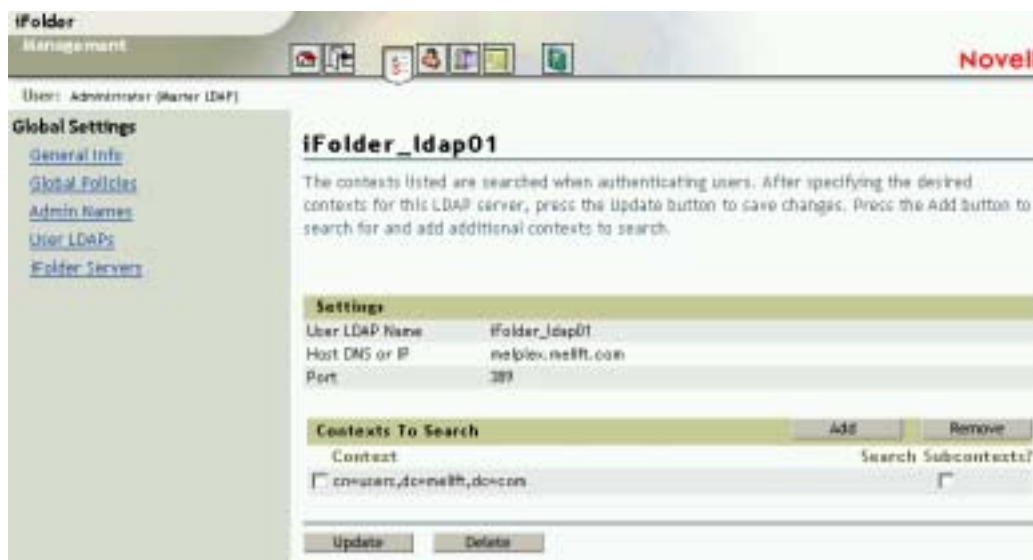 iFolder
Management
Novell
User: Administrator (Master LDAP)
Global Settings
General Info
Global Policies
Admin Names
User LDAPs
iFolder Servers
iFolder_ldap01
The contexts listed are searched when authenticating users. After specifying the desired
contexts for this LDAP server, press the Update button to save changes. Press the Add button to
search for and add additional contexts to search.
Settings
User LDAP Name iFolder_ldap01
Host DNS or IP melplex.melift.com
Port 389
Contexts To Search Add Remove
Context Search Subcontexts?
cn=users,dc=melift,dc=com
Update Delete